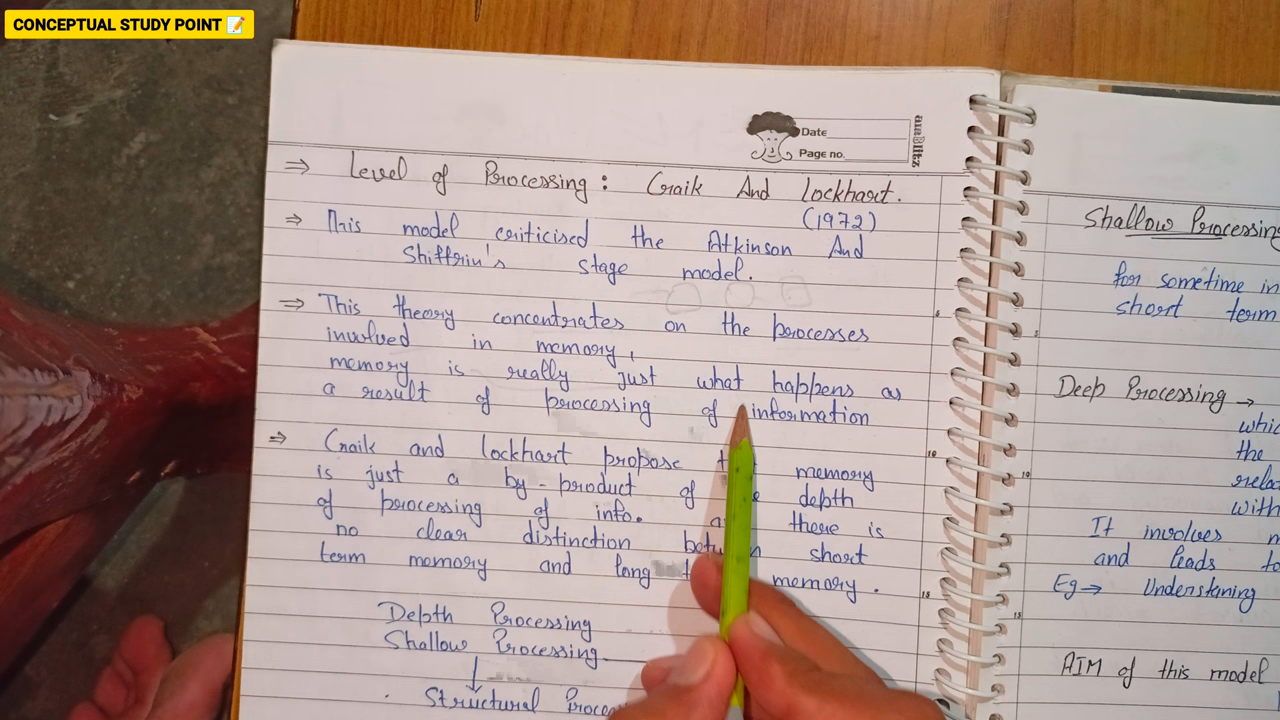 CONCEPTUAL STUDY POINT 📝
Date
Page no.
⇒ Level of Processing : Craik And Lockhart.
(1972)
⇒ This model criticised the Atkinson And
Shiffrin's stage model.
⇒ This theory concentrates on the processes
involved in memory,
memory is really just what happens as
a result of processing of information
⇒ Craik and lockhart propose memory
is just a by-product of depth
of processing of info. there is
no clear distinction short
term memory and long memory.
Depth Processing
Shallow Processing
↓
Structural
Shallow Processing
for sometime in
short term
Deep Processing →
the
with
It involves
and leads to
Eg → Understaning
AIM of this model